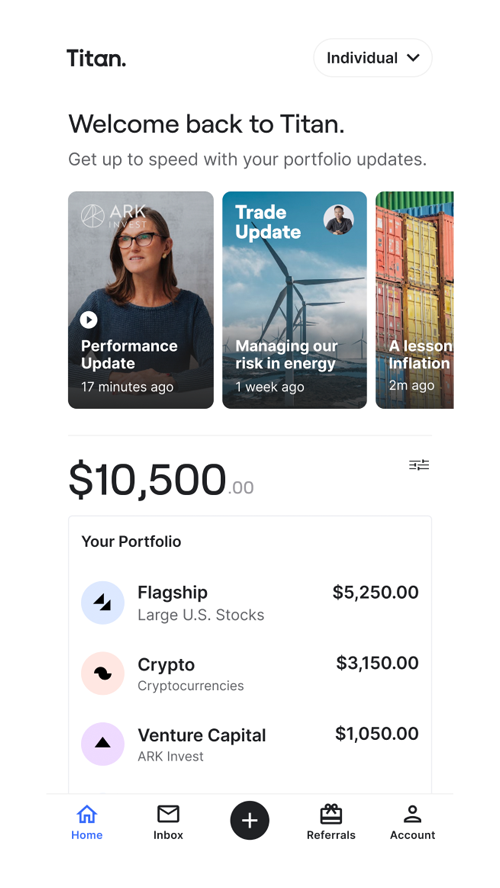 Titan.
Individual
Welcome back to Titan.
Get up to speed with your portfolio updates.
ARK
INVEST
Performance
Update
17 minutes ago
Trade
Update
Managing our
risk in energy
1 week ago
A lesson
Inflation
2m ago
$10,500.00
Your Portfolio
Flagship
$5,250.00
Large U.S. Stocks
Crypto
$3,150.00
Cryptocurrencies
Venture Capital
$1,050.00
ARK Invest
Home
Inbox
Referrals
Account